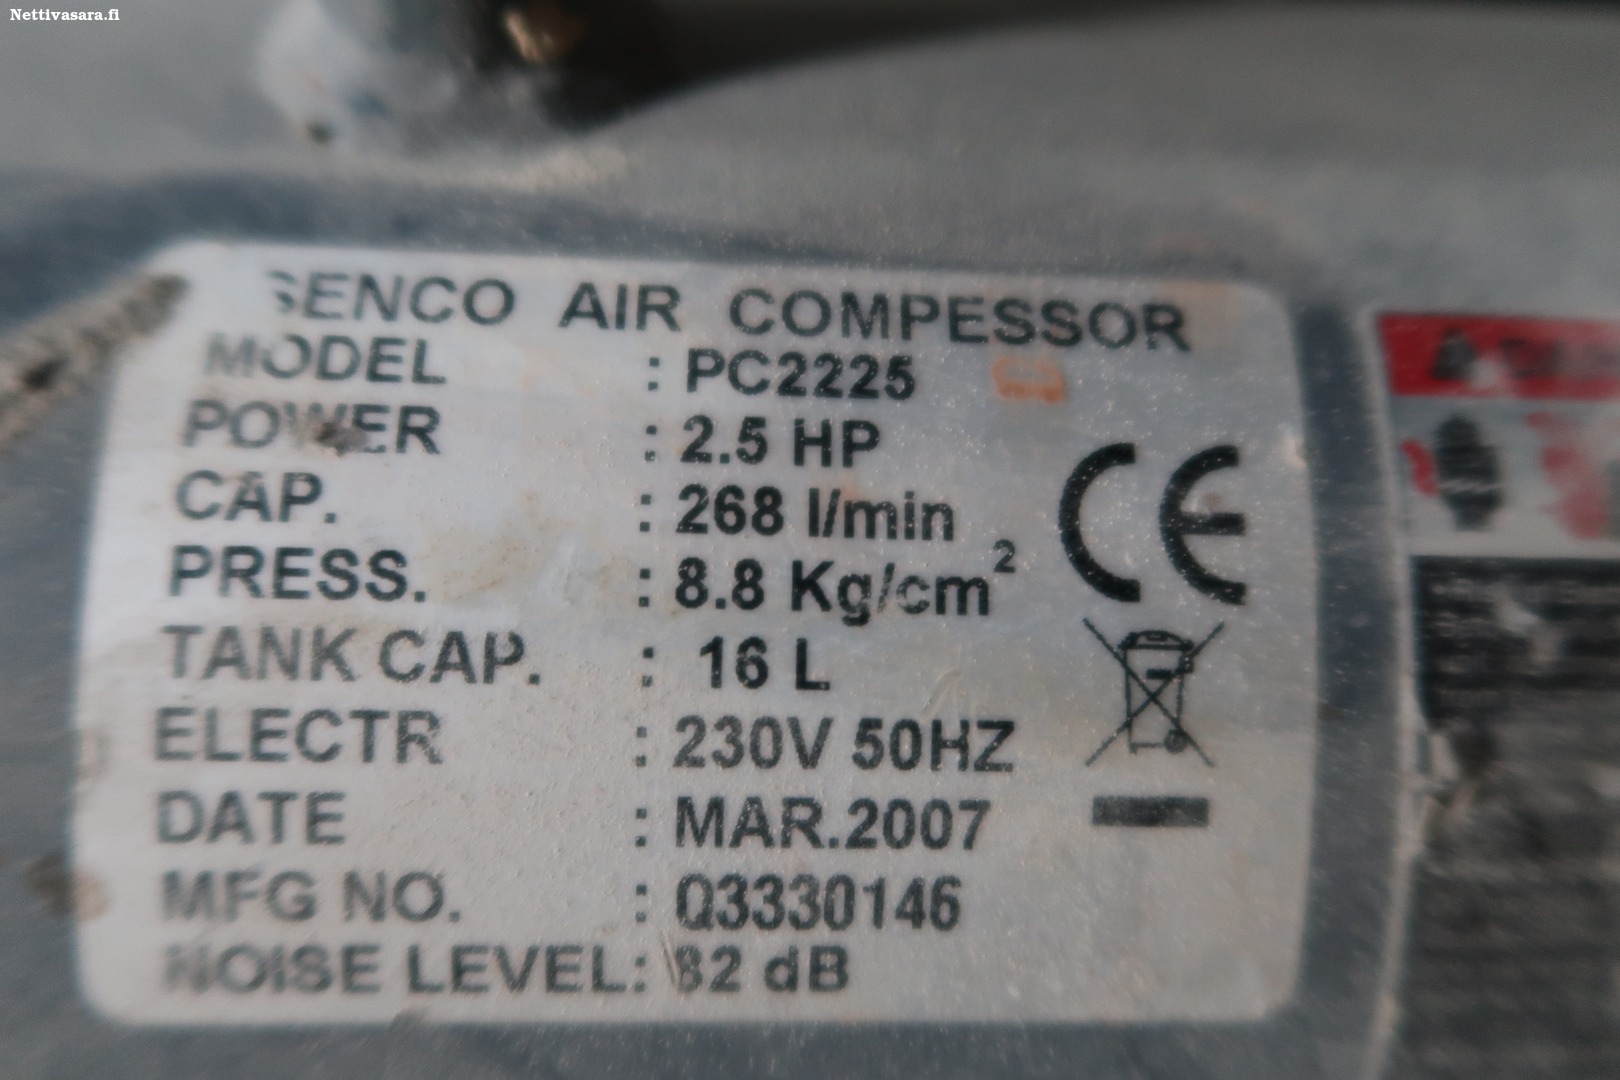 Nettivasara.fi
SENCO AIR COMPESSOR
MODEL : PC2225
POWER : 2.5 HP
CAP. : 268 l/min
PRESS. : 8.8 Kg/cm²
TANK CAP. : 16 L
ELECTR : 230V 50HZ
DATE : MAR.2007
MFG NO. : Q3330146
NOISE LEVEL: 82 dB
CE